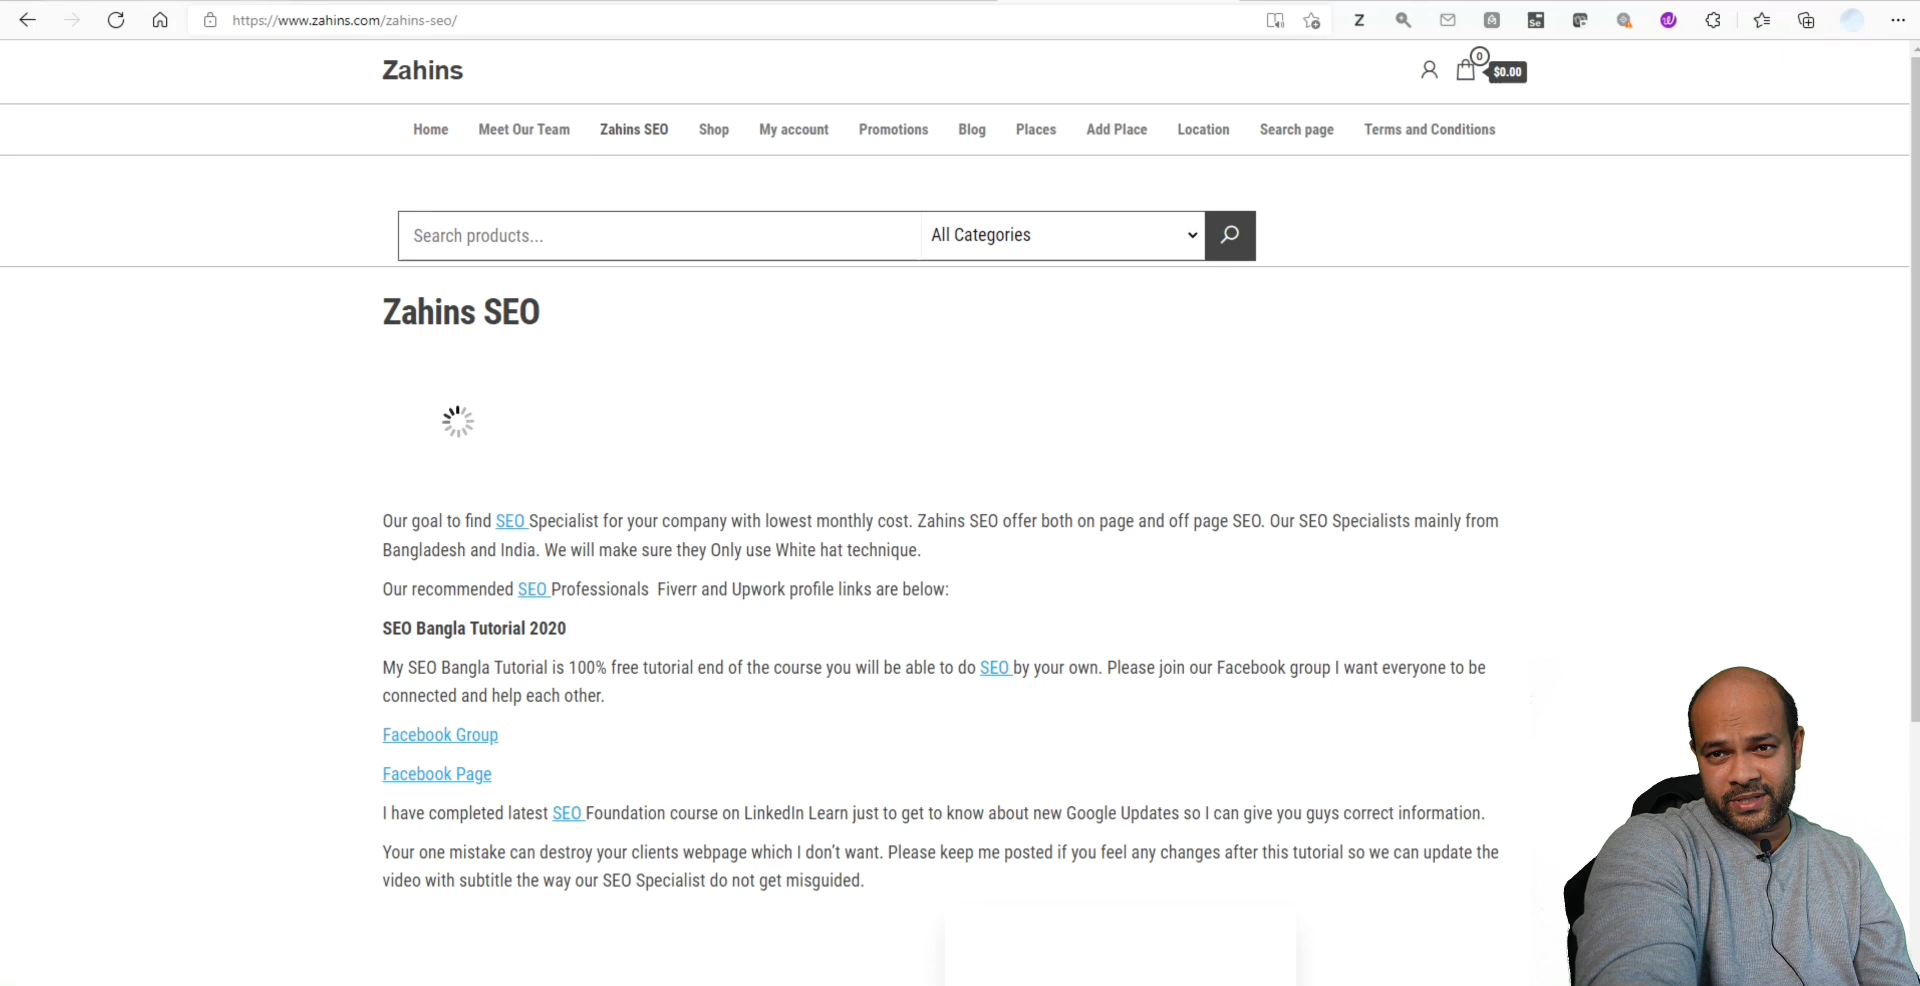 https://www.zahins.com/zahins-seo/
Zahins
0
$0.00
Home Meet Our Team Zahins SEO Shop My account Promotions Blog Places Add Place Location Search page Terms and Conditions
Search products...
All Categories
Zahins SEO
Our goal to find SEO Specialist for your company with lowest monthly cost. Zahins SEO offer both on page and off page SEO. Our SEO Specialists mainly from
Bangladesh and India. We will make sure they Only use White hat technique.
Our recommended SEO Professionals  Fiverr and Upwork profile links are below:
SEO Bangla Tutorial 2020
My SEO Bangla Tutorial is 100% free tutorial end of the course you will be able to do SEO by your own. Please join our Facebook group I want everyone to be
connected and help each other.
Facebook Group
Facebook Page
I have completed latest SEO Foundation course on LinkedIn Learn just to get to know about new Google Updates so I can give you guys correct information.
Your one mistake can destroy your clients webpage which I don’t want. Please keep me posted if you feel any changes after this tutorial so we can update the
video with subtitle the way our SEO Specialist do not get misguided.